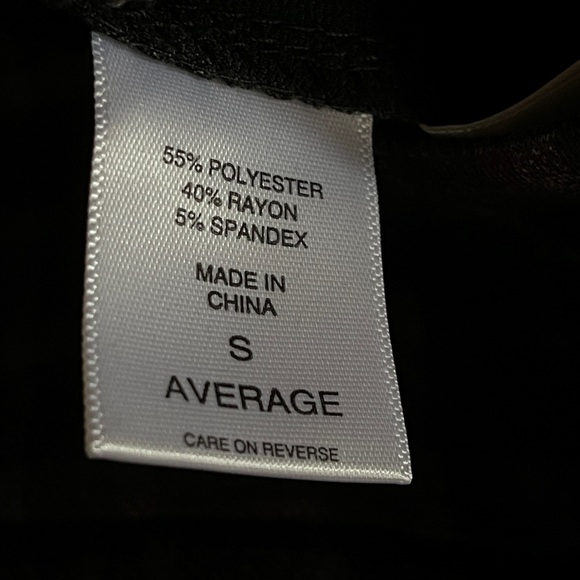 55% POLYESTER
40% RAYON
5% SPANDEX
MADE IN
CHINA
S
AVERAGE
CARE ON REVERSE